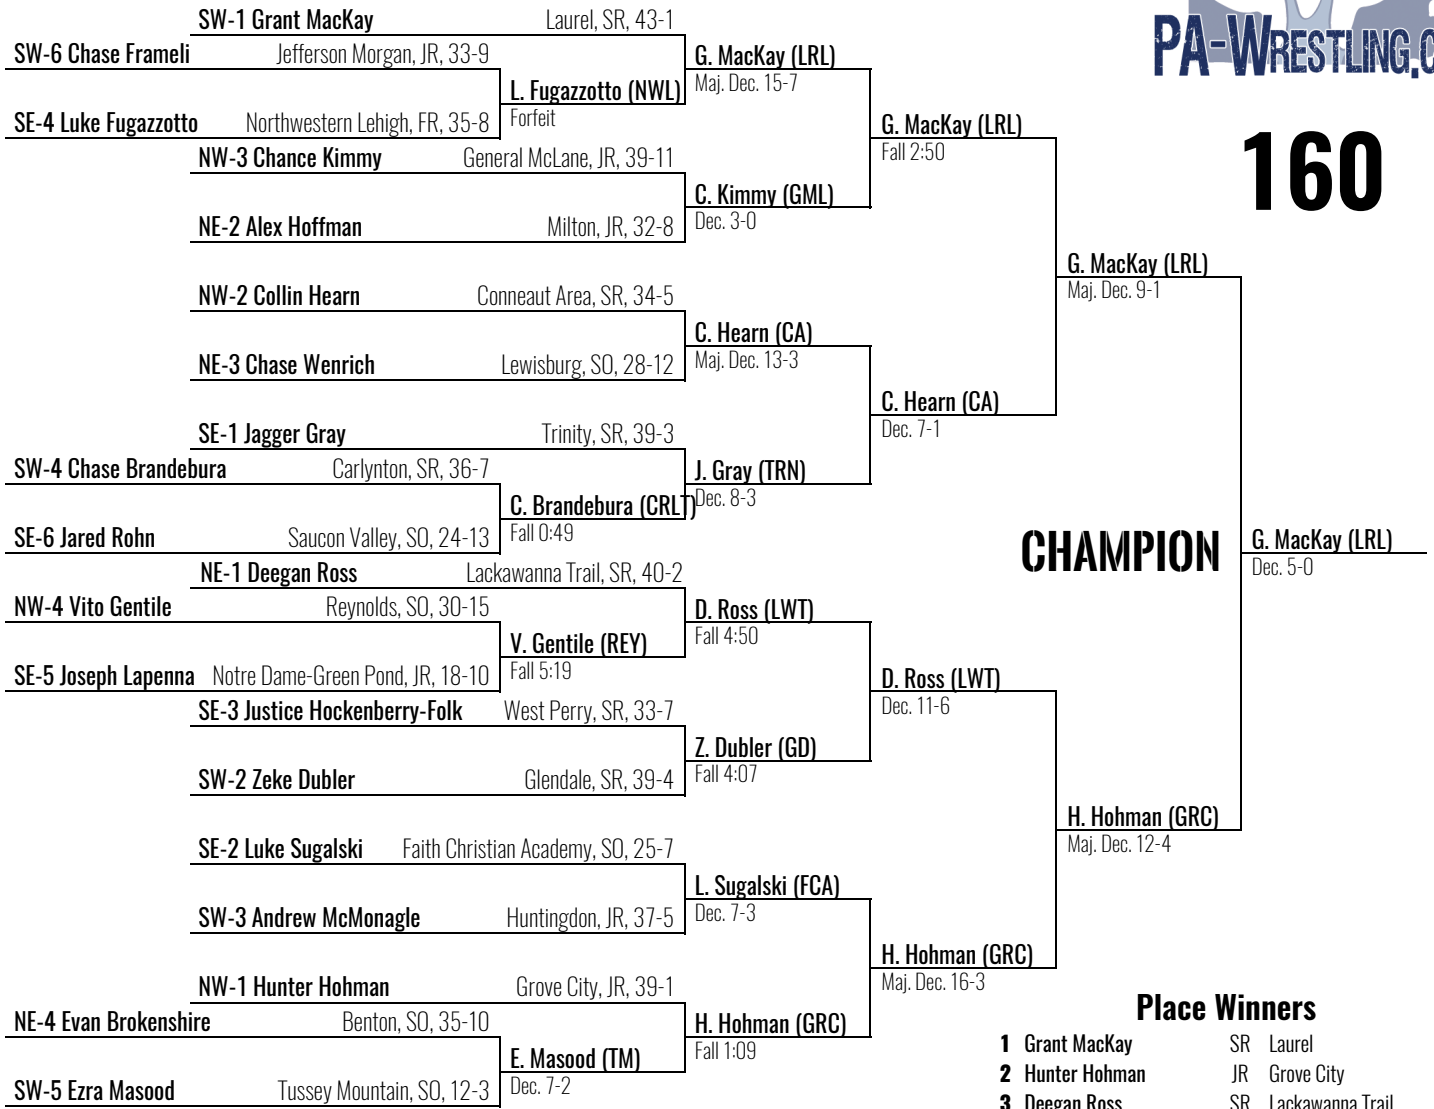 SW-1 Grant MacKay Laurel, SR, 43-1
SW-6 Chase Frameli Jefferson Morgan, JR, 33-9
G. MacKay (LRL)
Maj. Dec. 15-7
L. Fugazzotto (NWL)
Forfeit
SE-4 Luke Fugazzotto Northwestern Lehigh, FR, 35-8
G. MacKay (LRL)
Fall 2:50
NW-3 Chance Kimmy General McLane, JR, 39-11
C. Kimmy (GML)
Dec. 3-0
NE-2 Alex Hoffman Milton, JR, 32-8
PA-WRESTLING.C
160
G. MacKay (LRL)
Maj. Dec. 9-1
NW-2 Collin Hearn Conneaut Area, SR, 34-5
C. Hearn (CA)
Maj. Dec. 13-3
NE-3 Chase Wenrich Lewisburg, SO, 28-12
C. Hearn (CA)
Dec. 7-1
SE-1 Jagger Gray Trinity, SR, 39-3
SW-4 Chase Brandebura Carlynton, SR, 36-7
J. Gray (TRN)
Dec. 8-3
C. Brandebura (CRLT)
Fall 0:49
SE-6 Jared Rohn Saucon Valley, SO, 24-13
CHAMPION
G. MacKay (LRL)
Dec. 5-0
NE-1 Deegan Ross Lackawanna Trail, SR, 40-2
NW-4 Vito Gentile Reynolds, SO, 30-15
D. Ross (LWT)
Fall 4:50
V. Gentile (REY)
Fall 5:19
SE-5 Joseph Lapenna Notre Dame-Green Pond, JR, 18-10
D. Ross (LWT)
Dec. 11-6
SE-3 Justice Hockenberry-Folk West Perry, SR, 33-7
Z. Dubler (GD)
Fall 4:07
SW-2 Zeke Dubler Glendale, SR, 39-4
H. Hohman (GRC)
Maj. Dec. 12-4
SE-2 Luke Sugalski Faith Christian Academy, SO, 25-7
L. Sugalski (FCA)
Dec. 7-3
SW-3 Andrew McMonagle Huntingdon, JR, 37-5
H. Hohman (GRC)
Maj. Dec. 16-3
NW-1 Hunter Hohman Grove City, JR, 39-1
NE-4 Evan Brokenshire Benton, SO, 35-10
H. Hohman (GRC)
Fall 1:09
E. Masood (TM)
Dec. 7-2
SW-5 Ezra Masood Tussey Mountain, SO, 12-3
Place Winners
1 Grant MacKay SR Laurel
2 Hunter Hohman JR Grove City
3 Deegan Ross SR Lackawanna Trail